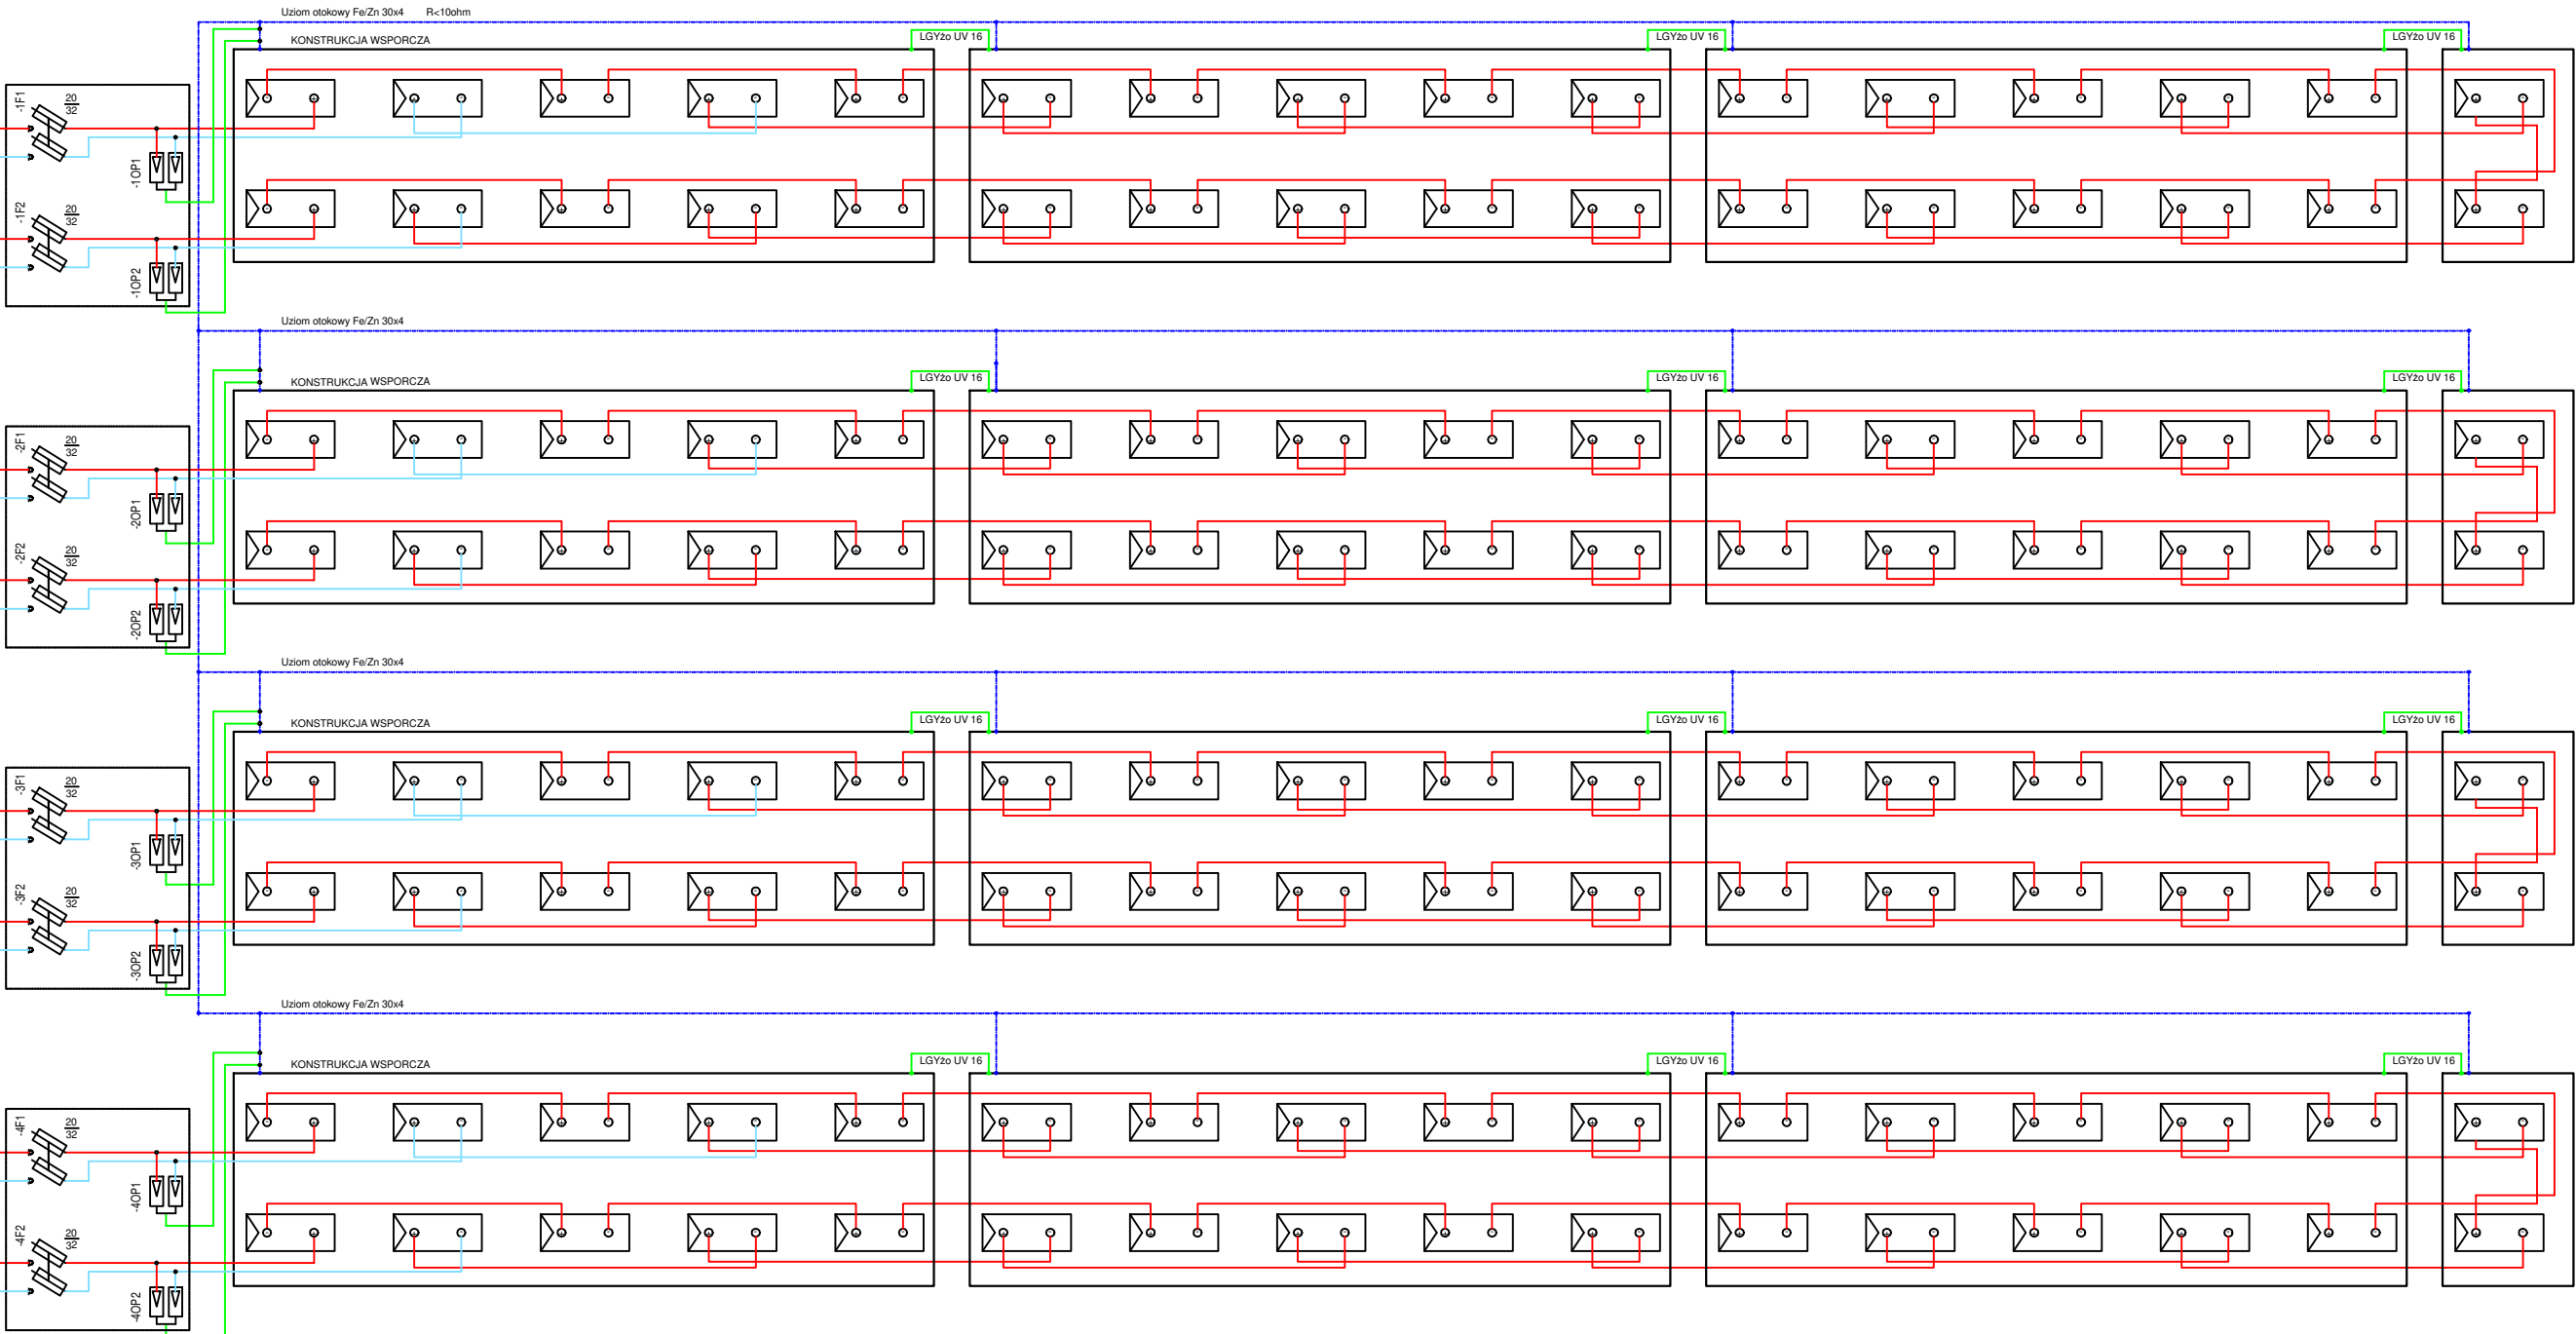 Uziom otokowy Fe/Zn 30x4 R<10ohm
KONSTRUKCJA WSPORCZA
LGYżo UV 16
LGYżo UV 16
LGYżo UV 16
-1F1
20
32
-1OP1
-1F2
20
32
-1OP2
Uziom otokowy Fe/Zn 30x4
KONSTRUKCJA WSPORCZA
LGYżo UV 16
LGYżo UV 16
LGYżo UV 16
-2F1
20
32
-2OP1
-2F2
20
32
-2OP2
Uziom otokowy Fe/Zn 30x4
KONSTRUKCJA WSPORCZA
LGYżo UV 16
LGYżo UV 16
LGYżo UV 16
-3F1
20
32
-3OP1
-3F2
20
32
-3OP2
Uziom otokowy Fe/Zn 30x4
KONSTRUKCJA WSPORCZA
LGYżo UV 16
LGYżo UV 16
LGYżo UV 16
-4F1
20
32
-4OP1
-4F2
20
32
-4OP2